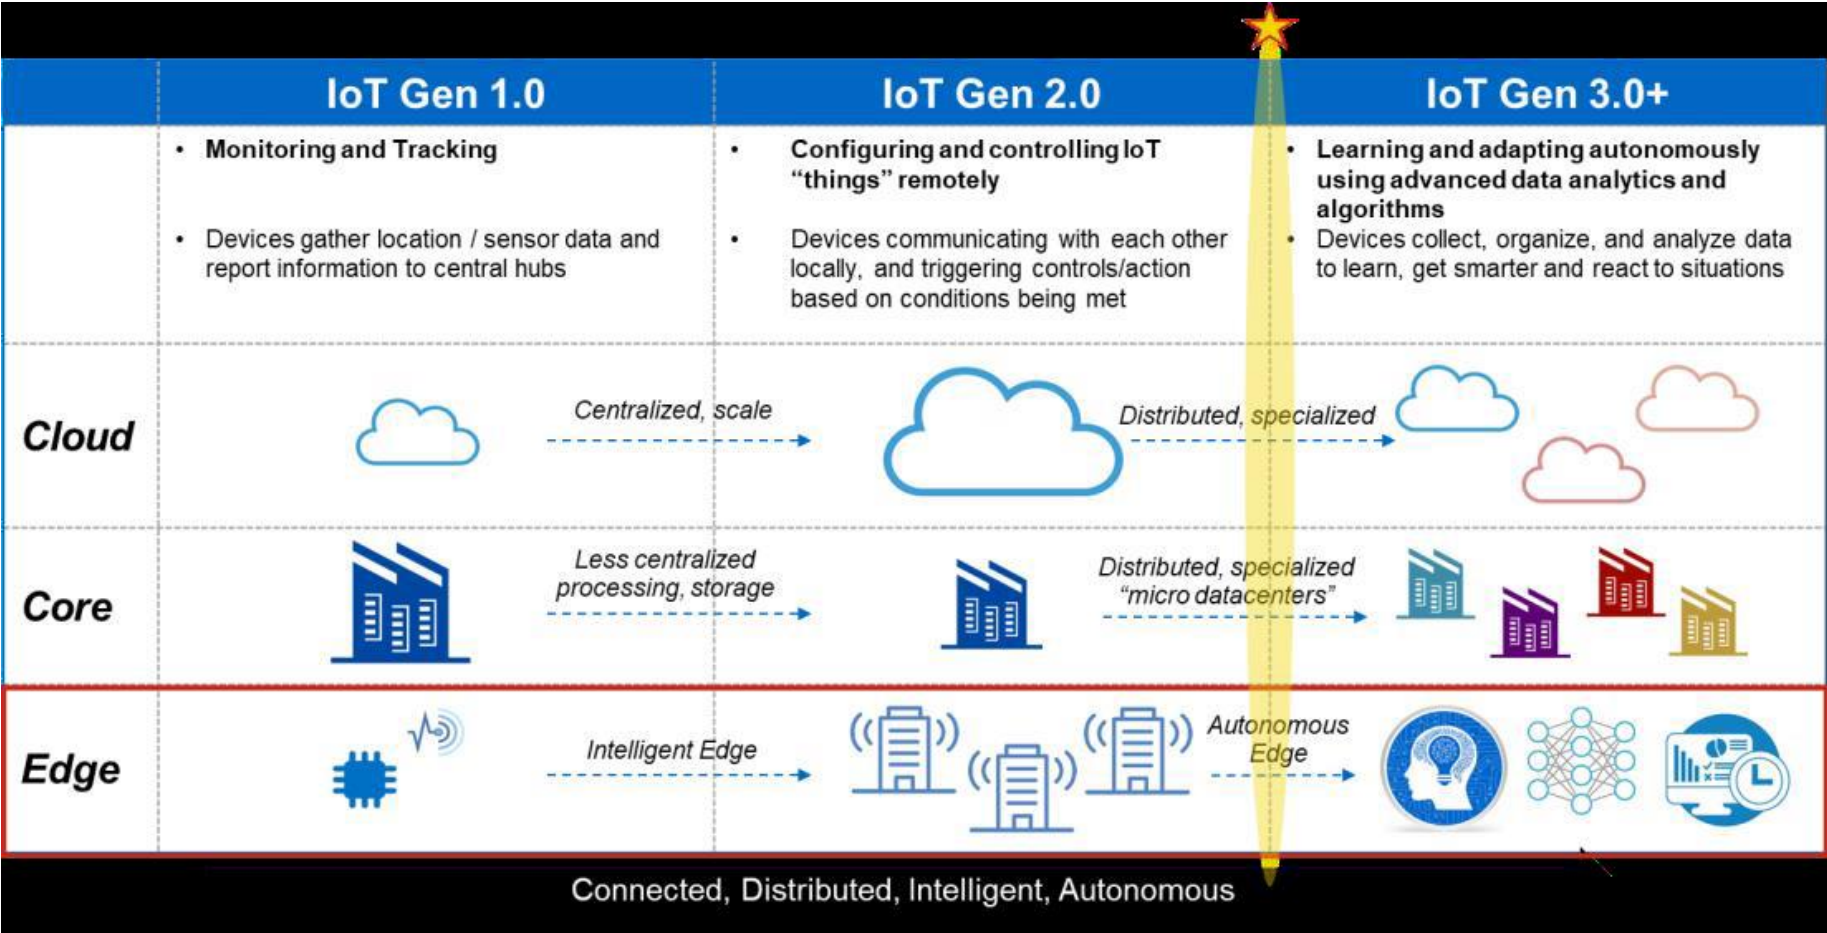 IoT Gen 1.0
IoT Gen 2.0
IoT Gen 3.0+
• Monitoring and Tracking
• Devices gather location / sensor data and
report information to central hubs
• Configuring and controlling IoT
“things” remotely
• Devices communicating with each other
locally, and triggering controls/action
based on conditions being met
• Learning and adapting autonomously
using advanced data analytics and
algorithms
• Devices collect, organize, and analyze data
to learn, get smarter and react to situations
Cloud
Centralized, scale
Distributed, specialized
Core
Less centralized
processing, storage
Distributed, specialized
“micro datacenters”
Edge
Intelligent Edge
Autonomous
Edge
Connected, Distributed, Intelligent, Autonomous